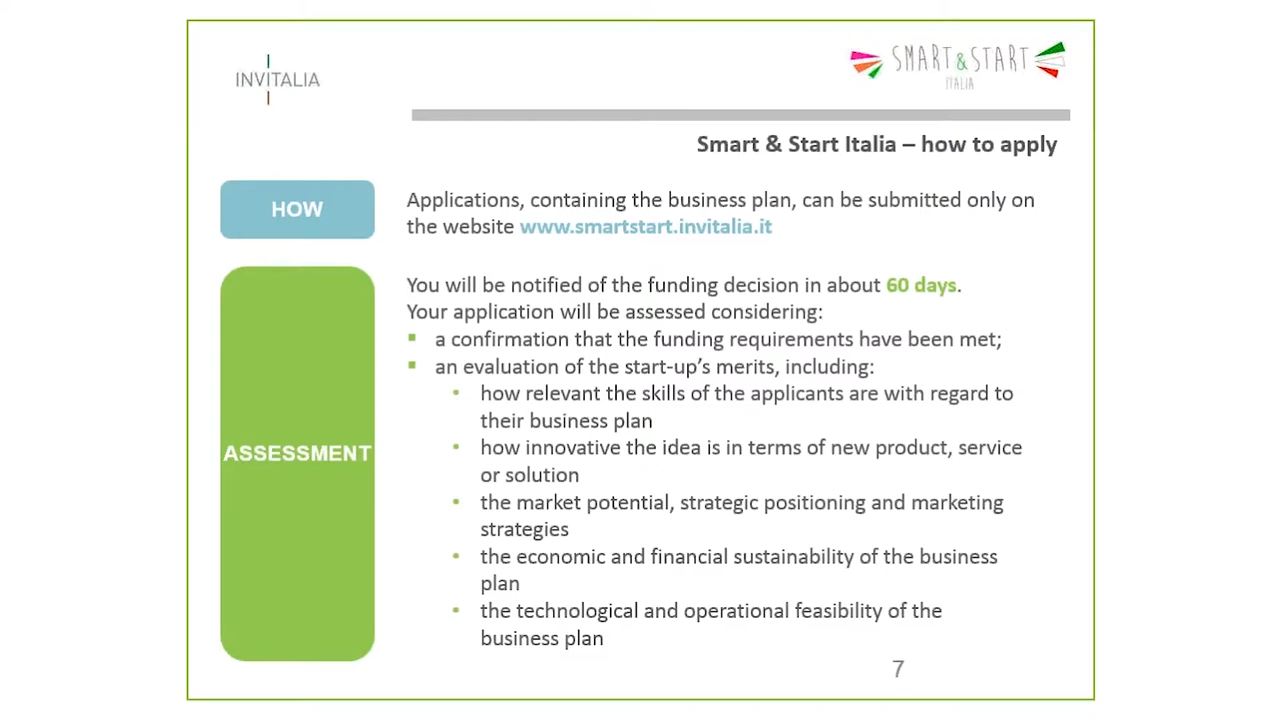 INVITALIA
SMART & START
ITALIA
Smart & Start Italia – how to apply
HOW
Applications, containing the business plan, can be submitted only on
the website www.smartstart.invitalia.it
ASSESSMENT
You will be notified of the funding decision in about 60 days.
Your application will be assessed considering:
▪ a confirmation that the funding requirements have been met;
▪ an evaluation of the start-up’s merits, including:
• how relevant the skills of the applicants are with regard to
their business plan
• how innovative the idea is in terms of new product, service
or solution
• the market potential, strategic positioning and marketing
strategies
• the economic and financial sustainability of the business
plan
• the technological and operational feasibility of the
business plan
7